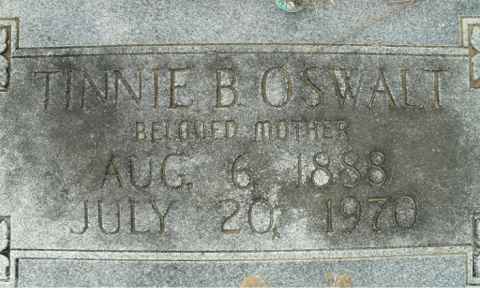 TINNIE B. OSWALT
BELOVED MOTHER
AUG. 6, 1888
JULY 20, 1970